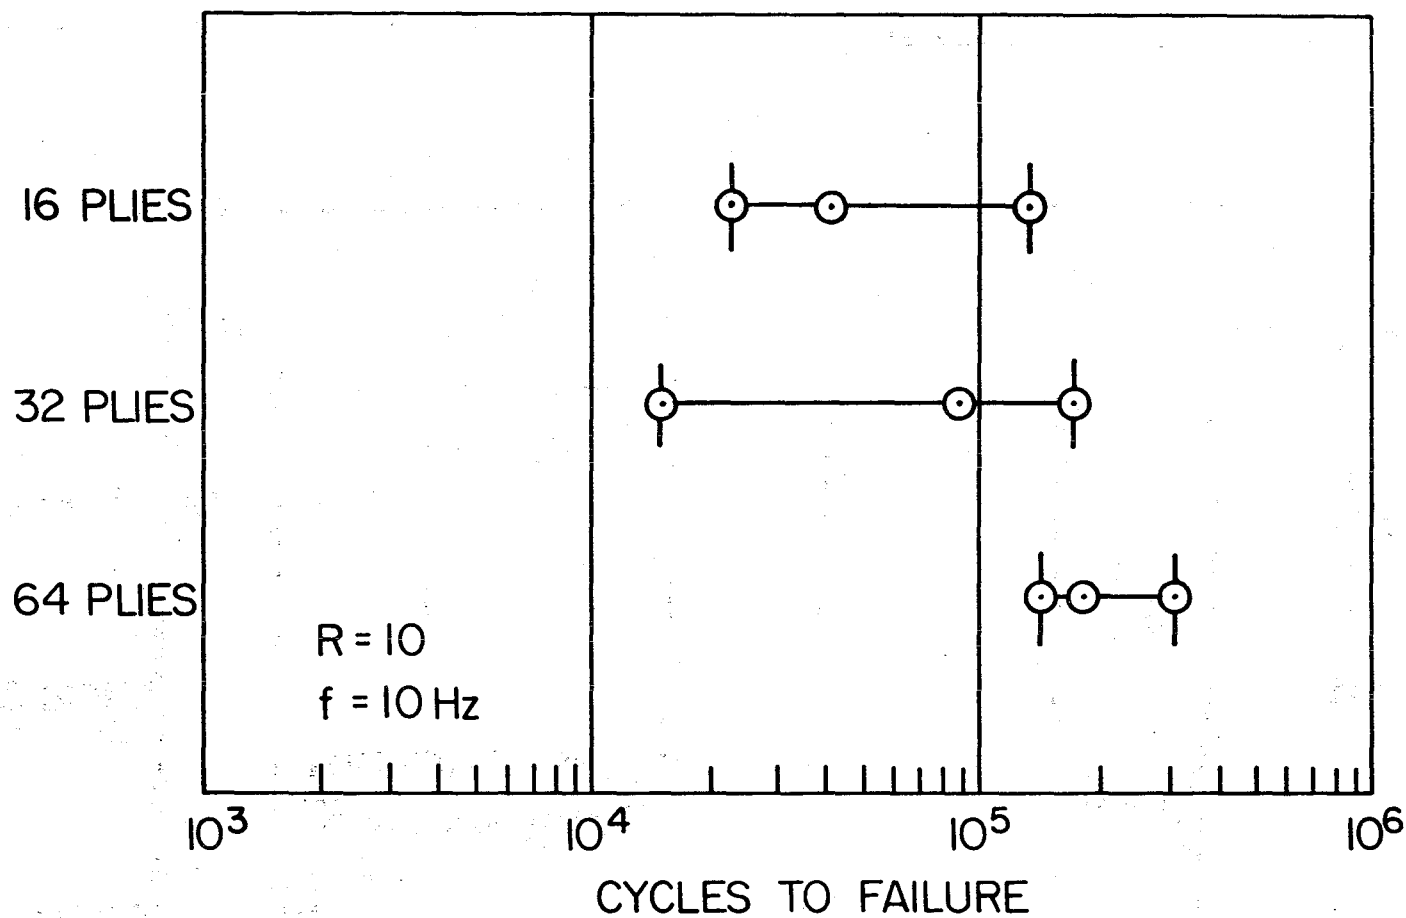 16 PLIES
32 PLIES
64 PLIES
R = 10
f = 10 Hz
10³ 10⁴ 10⁵ 10⁶
CYCLES TO FAILURE